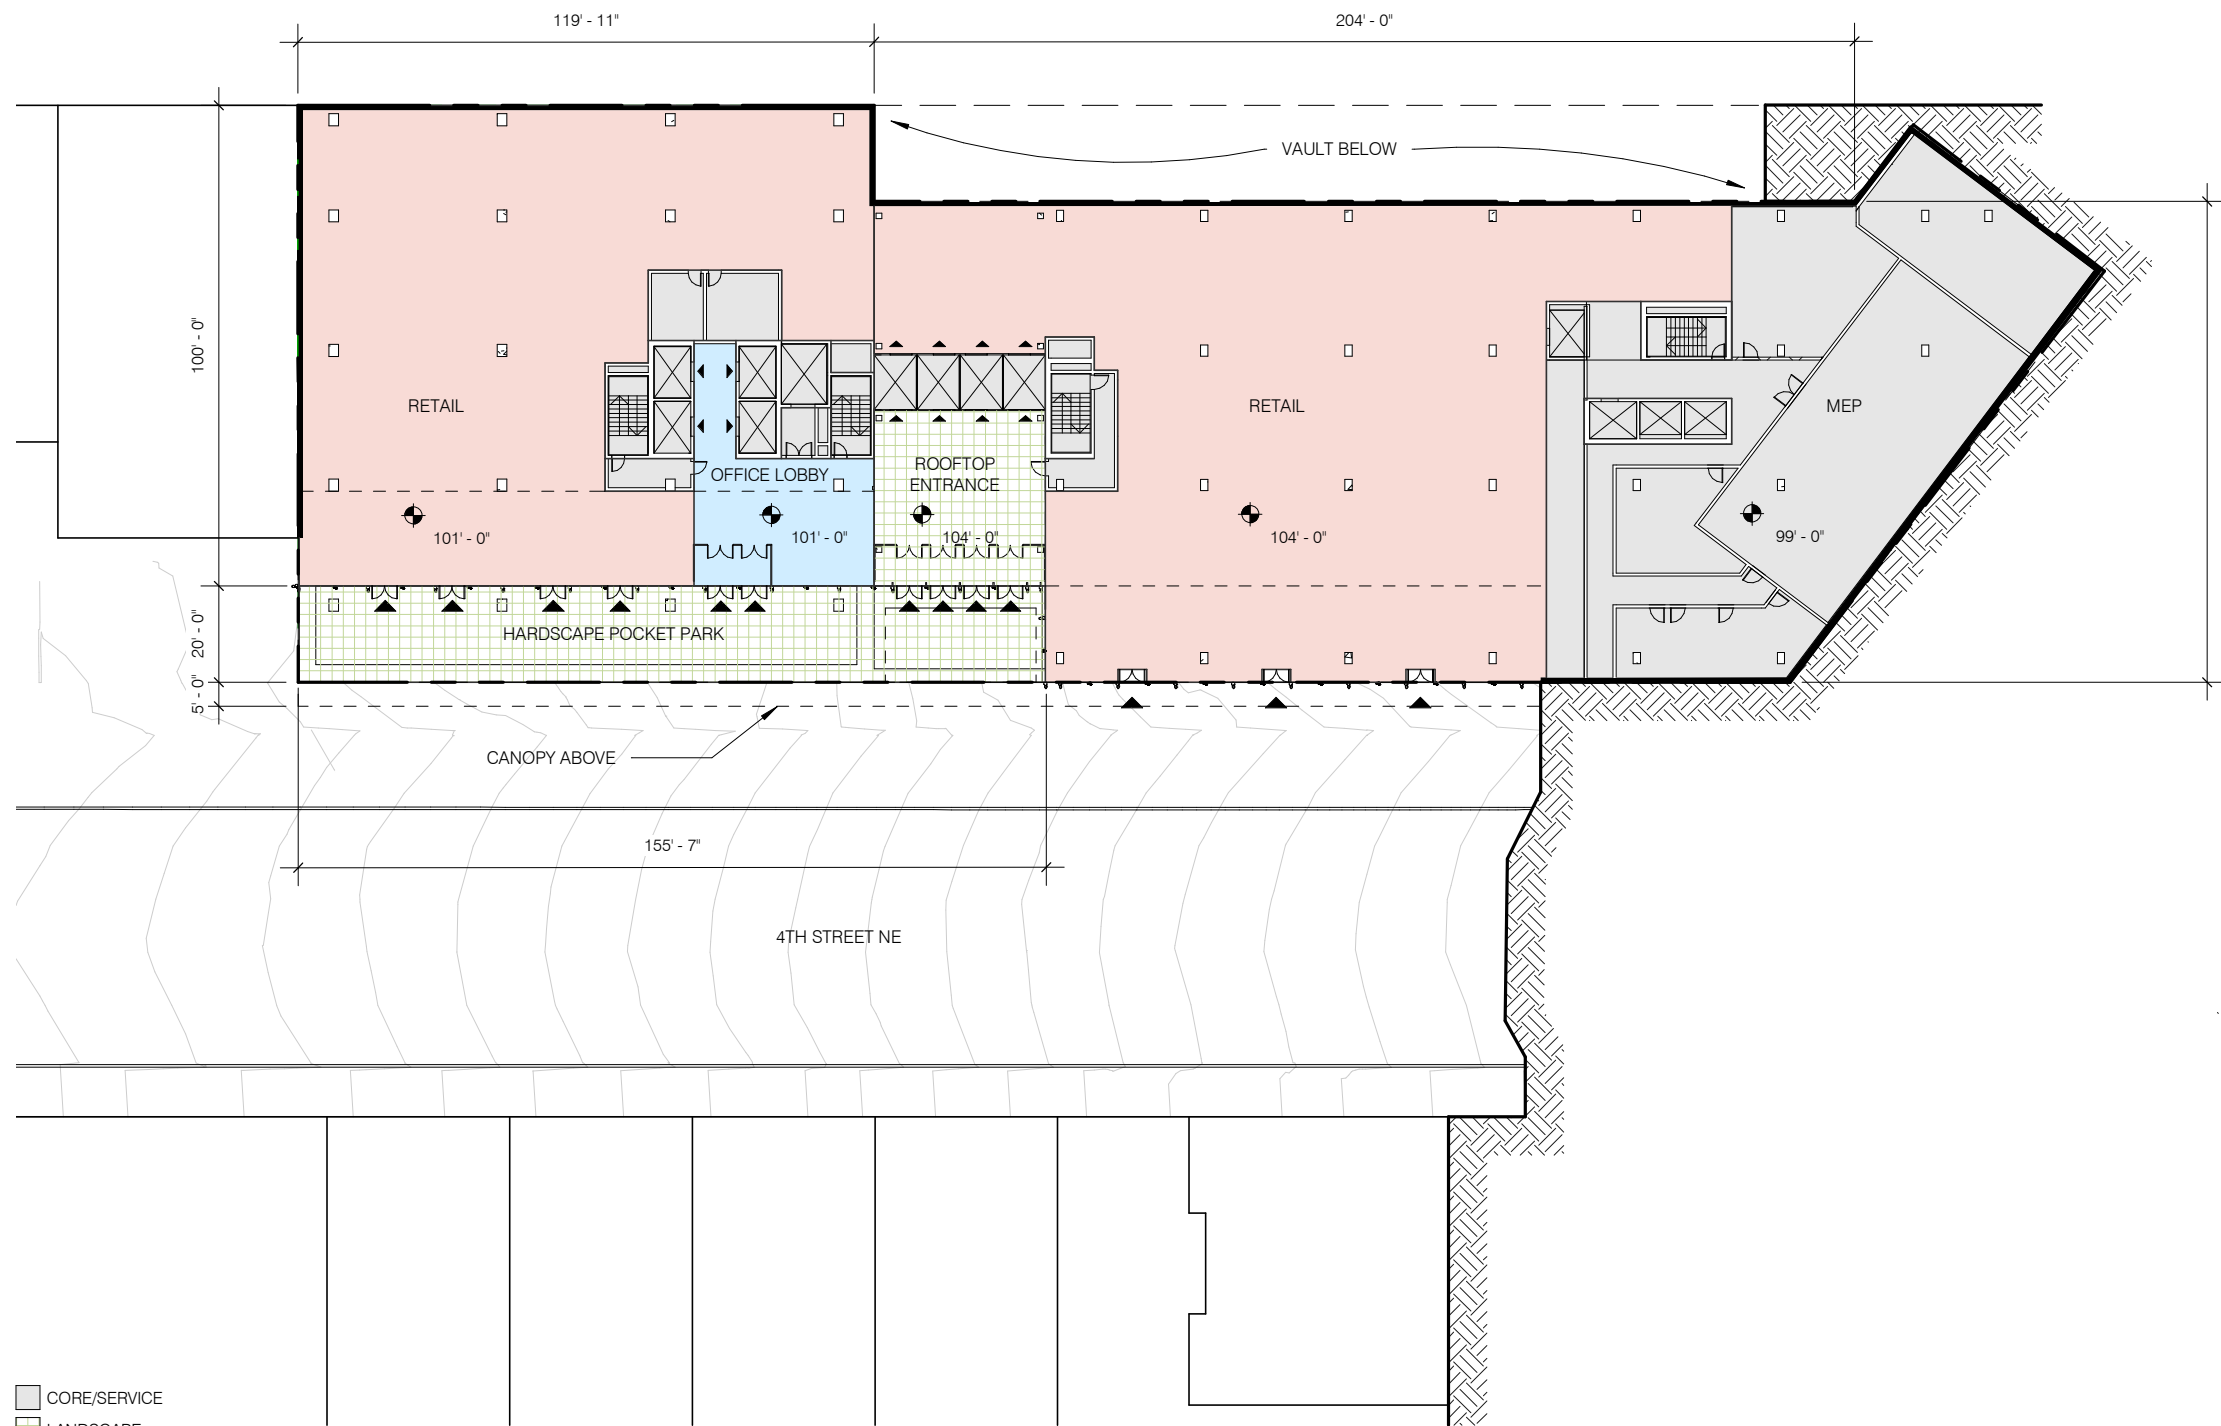 119' - 11"
204' - 0"
VAULT BELOW
100' - 0"
RETAIL
RETAIL
MEP
OFFICE LOBBY
ROOFTOP
ENTRANCE
101' - 0"
101' - 0"
104' - 0"
104' - 0"
99' - 0"
20' - 0"
HARDSCAPE POCKET PARK
5' - 0"
CANOPY ABOVE
155' - 7"
4TH STREET NE
CORE/SERVICE